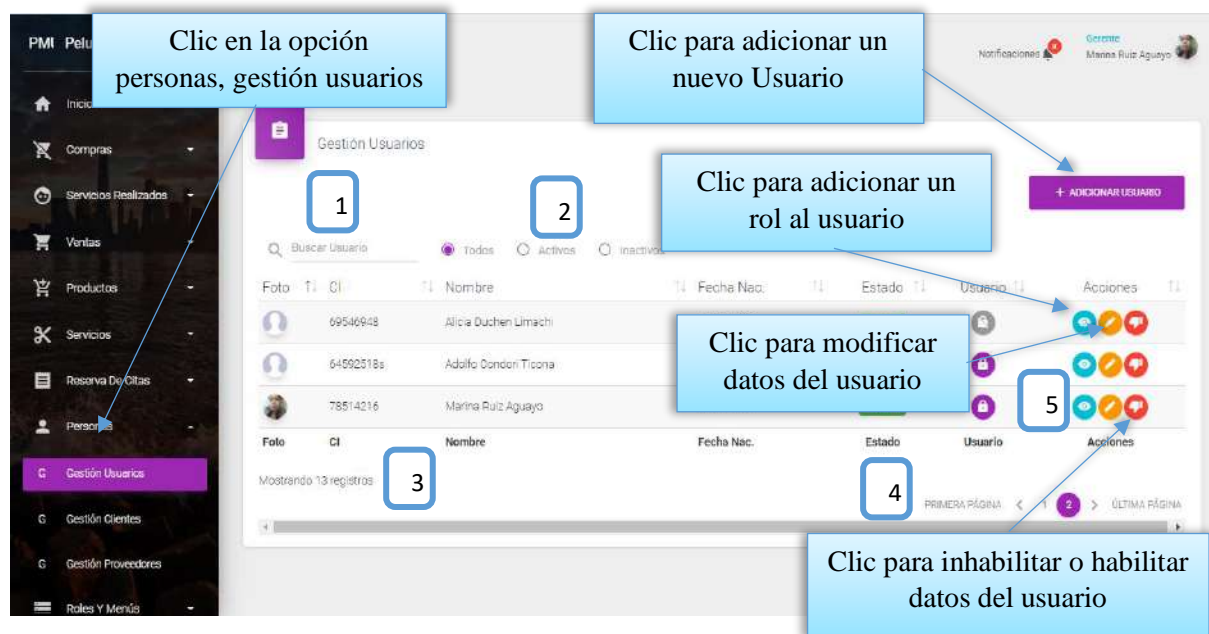 PMI Pelu
Clic en la opción
personas, gestión usuarios
Clic para adicionar un
nuevo Usuario
Notificaciones
Gerente
Marina Ruiz Aguayo
Inicio
Compras
Servicios Realizados
Ventas
Productos
Servicios
Reserva De Citas
Personas
G Gestión Usuarios
G Gestión Clientes
G Gestión Proveedores
Roles Y Menús
Gestión Usuarios
1
2
Clic para adicionar un
rol al usuario
+ ADICIONAR USUARIO
Buscar Usuario
Todos Activos Inactivos
Foto CI Nombre Fecha Nac. Estado Usuario Acciones
69546948 Alicia Duchen Limachi
Clic para modificar
datos del usuario
64592518s Adolfo Condori Ticona
78514216 Marina Ruiz Aguayo
5
Foto CI Nombre Fecha Nac. Estado Usuario Acciones
Mostrando 13 registros
3
4
PRIMERA PÁGINA < 1 2 > ÚLTIMA PÁGINA
Clic para inhabilitar o habilitar
datos del usuario